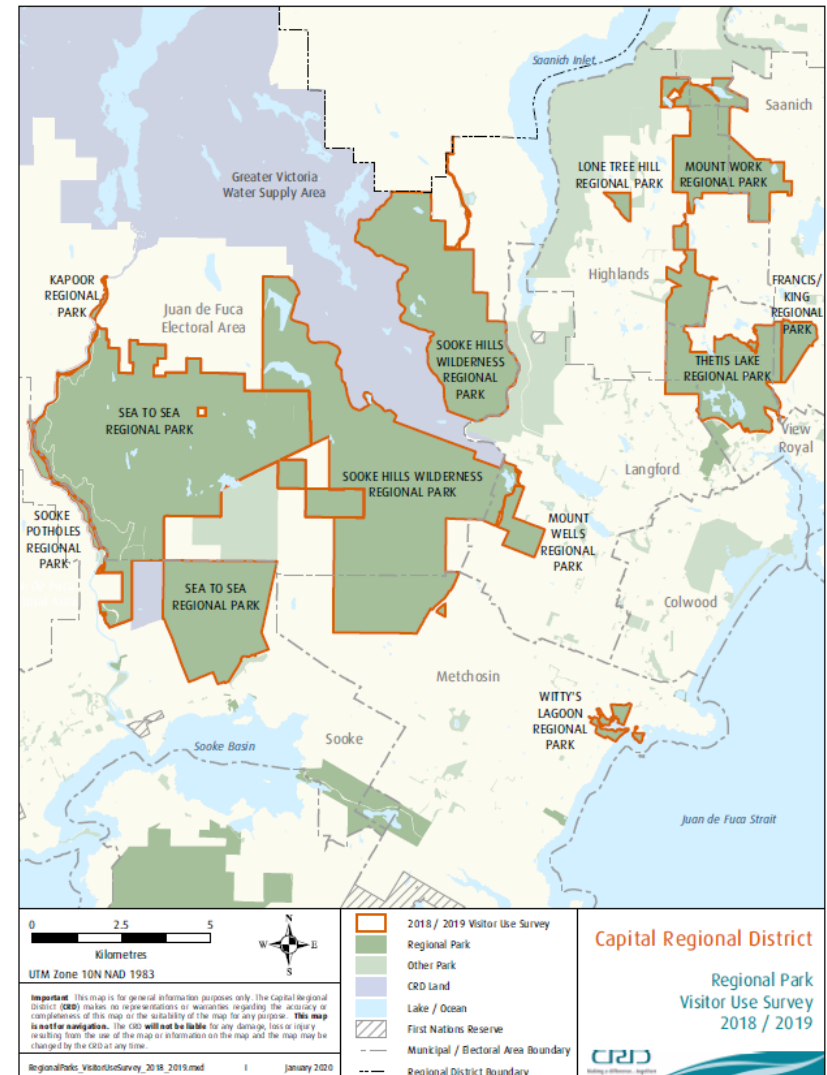 Saanich Inlet
Saanich
LONE TREE HILL
REGIONAL PARK
MOUNT WORK
REGIONAL PARK
Greater Victoria
Water Supply Area
KAPOOR
REGIONAL
PARK
Juan de Fuca
Electoral Area
Highlands
FRANCIS/
KING
REGIONAL
PARK
SOOKE HILLS
WILDERNESS
REGIONAL
PARK
THETIS LAKE
REGIONAL PARK
SEA TO SEA
REGIONAL PARK
View
Royal
Langford
SOOKE HILLS WILDERNESS
REGIONAL PARK
SOOKE
POTHOLES
REGIONAL
PARK
MOUNT
WELLS
REGIONAL
PARK
SEA TO SEA
REGIONAL PARK
Colwood
Metchosin
WITTY'S
LAGOON
REGIONAL
PARK
Sooke Basin
Sooke
Juan de Fuca Strait
0 2.5 5
Kilometres
UTM Zone 10N NAD 1983
N
W E
S
Important This map is for general information purposes only. The Capital Regional
District (CRD) makes no representations or warranties regarding the accuracy or
completeness of this map or the suitability of the map for any purpose. This map
is not for navigation. The CRD will not be liable for any damage, loss or injury
resulting from the use of the map or information on the map and the map may be
changed by the CRD at any time.
RegionalParks_VisitorUseSurvey_2018_2019.mxd I January 2020
2018 / 2019 Visitor Use Survey
Regional Park
Other Park
CRD Land
Lake / Ocean
First Nations Reserve
Municipal / Electoral Area Boundary
Regional District Boundary
Capital Regional District
Regional Park
Visitor Use Survey
2018 / 2019
CRD
Making a difference...together